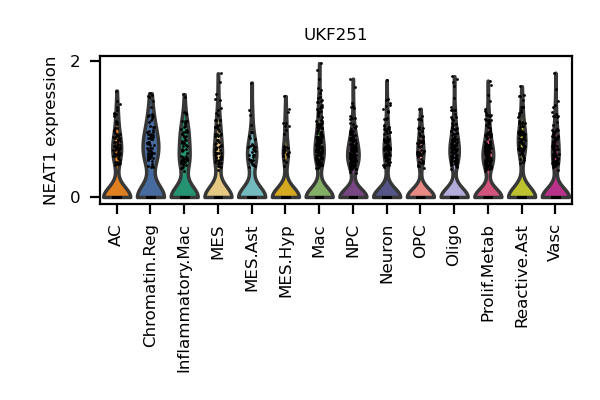 UKF251
NEAT1 expression
2
0
AC
Chromatin.Reg
Inflammatory.Mac
MES
MES.Ast
MES.Hyp
Mac
NPC
Neuron
OPC
Oligo
Prolif.Metab
Reactive.Ast
Vasc